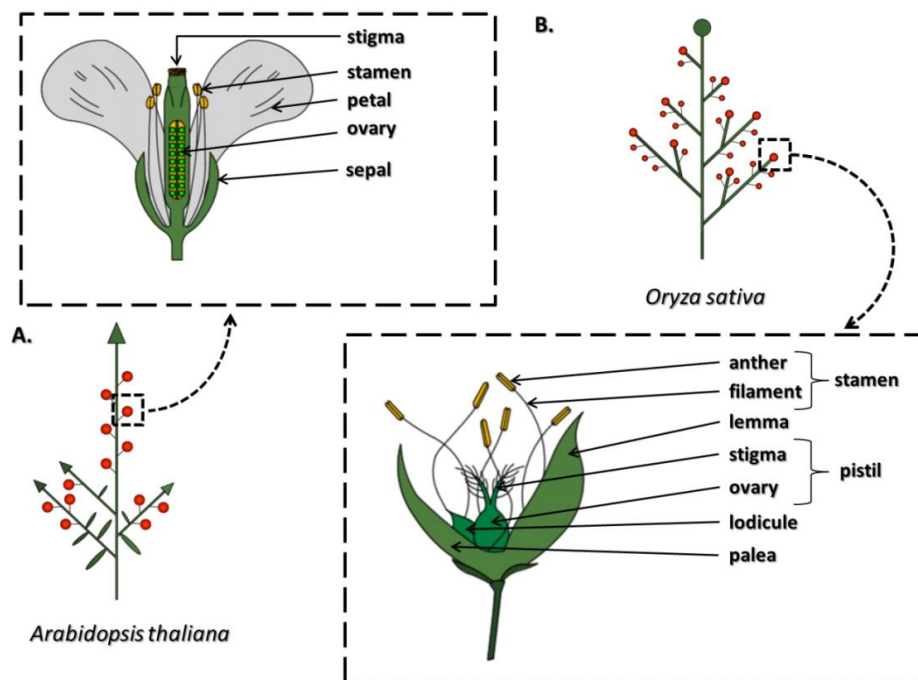 stigma
stamen
petal
ovary
sepal
B.
Oryza sativa
A.
Arabidopsis thaliana
anther
filament
stamen
lemma
stigma
ovary
pistil
lodicule
palea